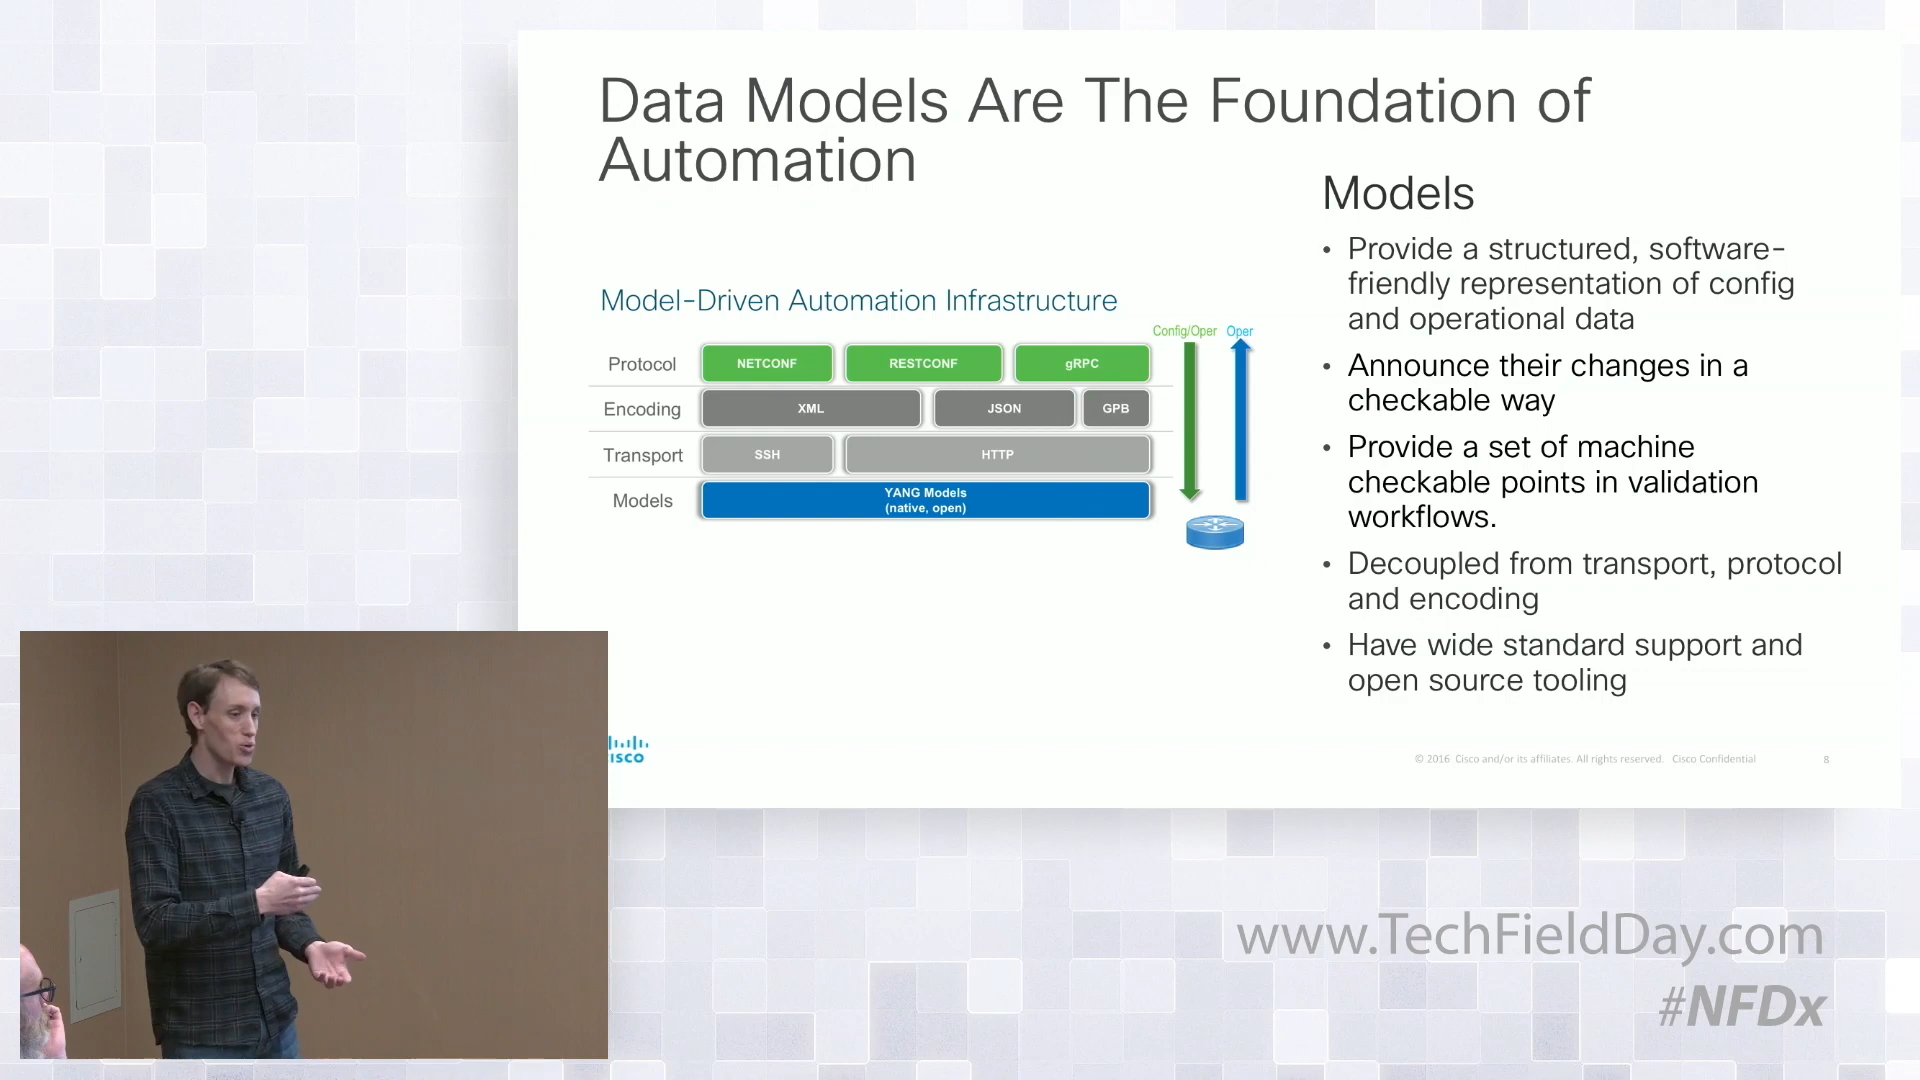 Data Models Are The Foundation of
Automation
Models
• Provide a structured, software-
friendly representation of config
and operational data
• Announce their changes in a
checkable way
• Provide a set of machine
checkable points in validation
workflows.
• Decoupled from transport, protocol
and encoding
• Have wide standard support and
open source tooling
Model-Driven Automation Infrastructure
Config/Oper Oper
Protocol NETCONF RESTCONF gRPC
Encoding XML JSON GPB
Transport SSH HTTP
Models YANG Models
(native, open)
ISCO
© 2016 Cisco and/or its affiliates. All rights reserved. Cisco Confidential 8
www.TechFieldDay.com
#NFDx